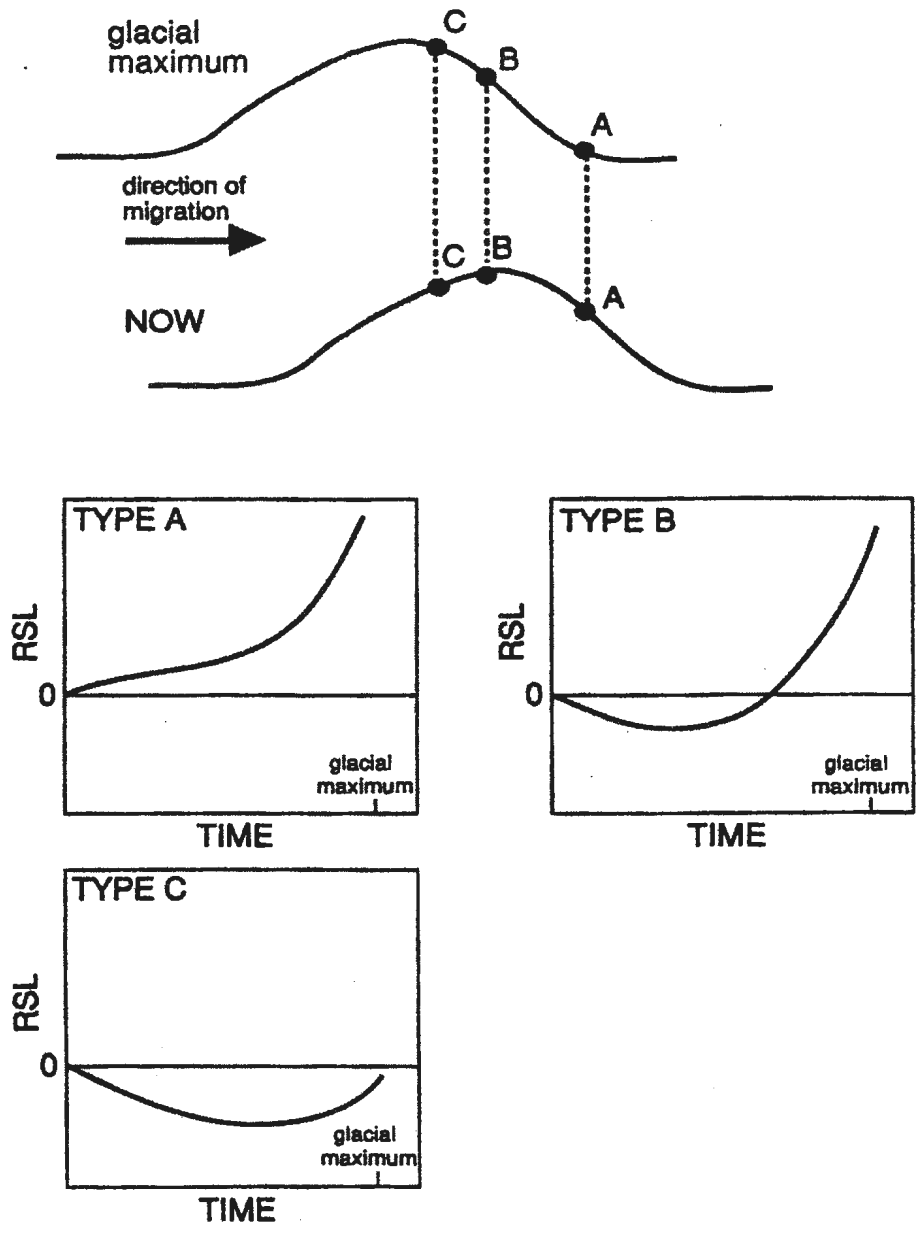 glacial
maximum
C
B
A
direction of
migration
C
B
A
NOW
TYPE A
RSL
0
glacial
maximum
TIME
TYPE B
RSL
0
glacial
maximum
TIME
TYPE C
RSL
0
glacial
maximum
TIME